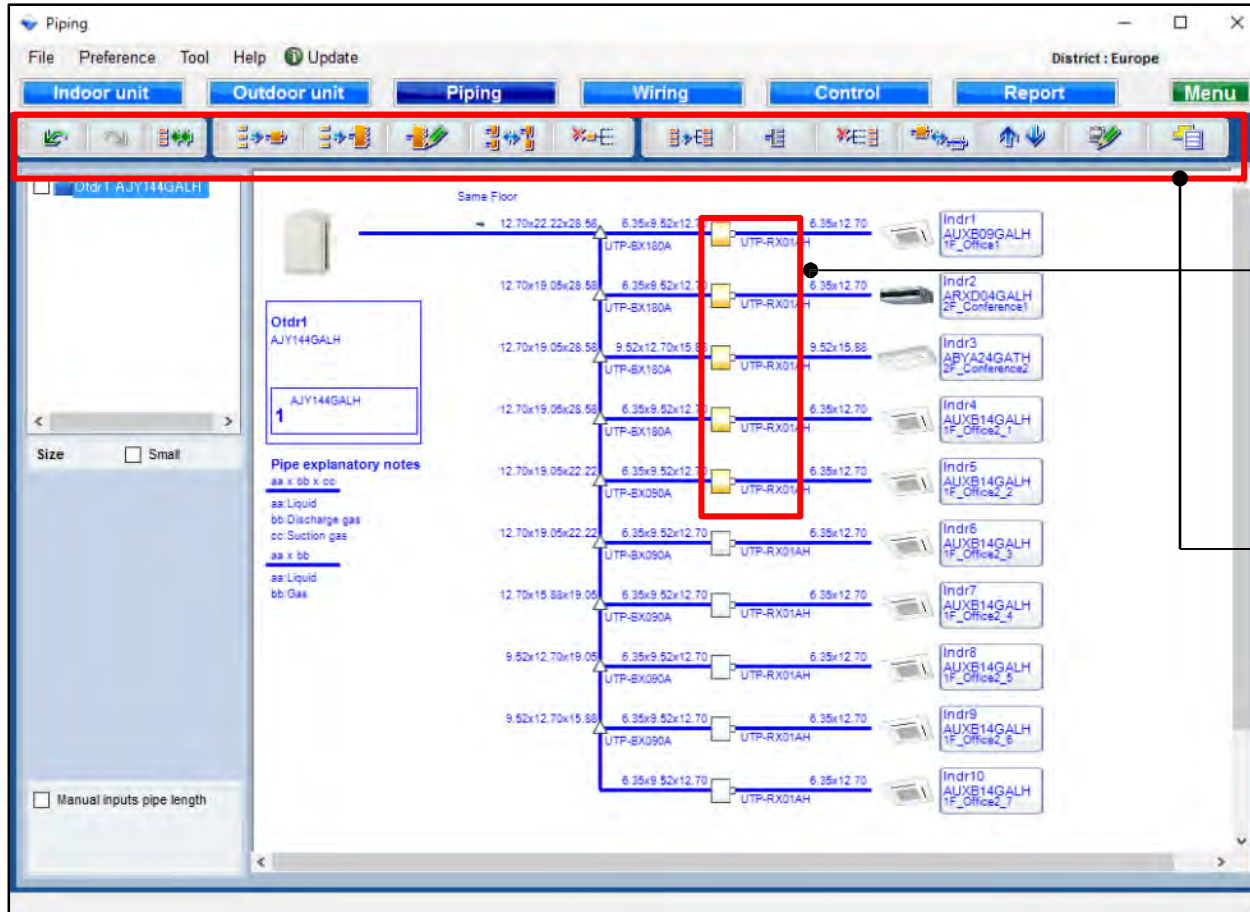 Piping
File Preference Tool Help Update District : Europe
Indoor unit Outdoor unit Piping Wiring Control Report Menu
Otdr1 AJY144GALH
Size Small
Manual inputs pipe length
Same Floor
Otdr1
AJY144GALH
AJY144GALH
1
Pipe explanatory notes
aa x bb x cc
aa:Liquid
bb:Discharge gas
cc:Suction gas
aa x bb
aa:Liquid
bb:Gas
12.70x22.22x28.58 6.35x9.52x12.70 6.35x12.70
UTP-BX180A UTP-RX01AH
Indr1
AUXB09GALH
1F_Office1
12.70x19.05x28.58 6.35x9.52x12.7 6.35x12.70
UTP-BX180A UTP-RX01AH
Indr2
ARXD04GALH
2F_Conference1
12.70x19.05x28.58 9.52x12.70x15.88 9.52x15.88
UTP-BX180A UTP-RX01AH
Indr3
ABYA24GATH
2F_Conference2
12.70x19.05x28.58 6.35x9.52x12.7 6.35x12.70
UTP-BX180A UTP-RX01AH
Indr4
AUXB14GALH
1F_Office2_1
12.70x19.05x22.22 6.35x9.52x12.70 6.35x12.70
UTP-BX090A UTP-RX01AH
Indr5
AUXB14GALH
1F_Office2_2
12.70x19.05x22.22 6.35x9.52x12.70 6.35x12.70
UTP-BX090A UTP-RX01AH
Indr6
AUXB14GALH
1F_Office2_3
12.70x15.88x19.05 6.35x9.52x12.70 6.35x12.70
UTP-BX090A UTP-RX01AH
Indr7
AUXB14GALH
1F_Office2_4
9.52x12.70x19.05 6.35x9.52x12.70 6.35x12.70
UTP-BX090A UTP-RX01AH
Indr8
AUXB14GALH
1F_Office2_5
9.52x12.70x15.88 6.35x9.52x12.70 6.35x12.70
UTP-BX090A UTP-RX01AH
Indr9
AUXB14GALH
1F_Office2_6
6.35x9.52x12.70 6.35x12.70
UTP-RX01AH
Indr10
AUXB14GALH
1F_Office2_7